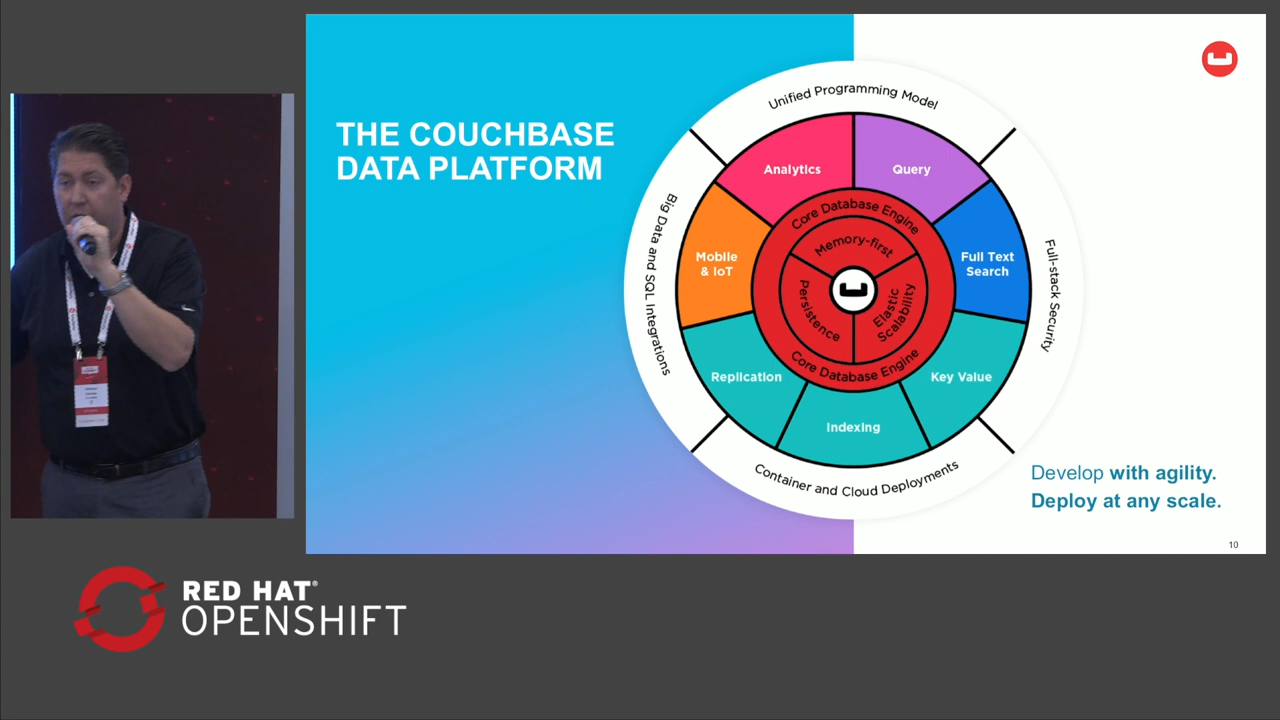 THE COUCHBASE
DATA PLATFORM
Unified Programming Model
Big Data and SQL Integrations
Full-stack Security
Container and Cloud Deployments
Analytics
Query
Mobile
& IoT
Full Text
Search
Replication
Key Value
Indexing
Core Database Engine
Memory-first
Persistence
Elastic
Scalability
Core Database Engine
Develop with agility.
Deploy at any scale.
10
RED HAT®
OPENSHIFT